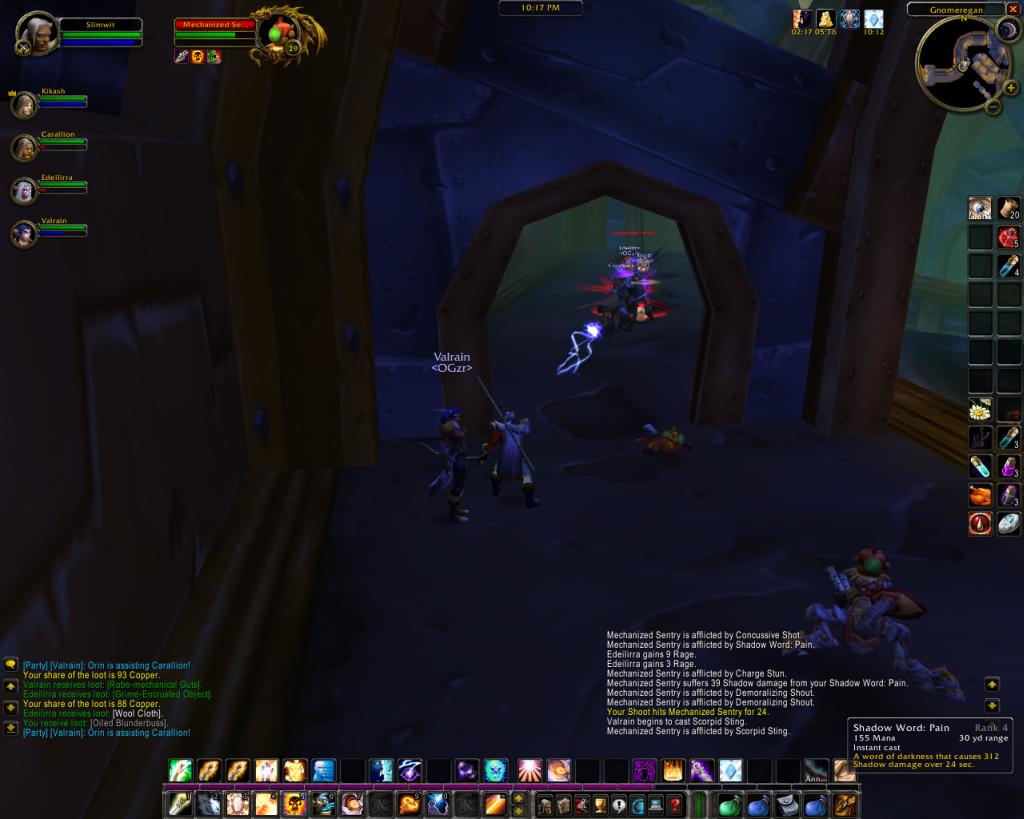 10:17 PM
Slimwit
Mechanized Se...
29
02:17 05:16 10:12
Gnomeregan
N
Kikash
Carallion
Edeilirra
Valrain
20
5
4
3
3
3
Valrain
<OGzr>
[Party] [Valrain]: Orin is assisting Carallion!
Your share of the loot is 93 Copper.
Valrain receives loot: [Robo-mechanical Guts].
Edeilirra receives loot: [Grime-Encrusted Object].
Your share of the loot is 88 Copper.
Edeilirra receives loot: [Wool Cloth].
You receive loot: [Oiled Blunderbuss].
[Party] [Valrain]: Orin is assisting Carallion!
Mechanized Sentry is afflicted by Concussive Shot.
Mechanized Sentry is afflicted by Shadow Word: Pain.
Edeilirra gains 9 Rage.
Edeilirra gains 3 Rage.
Mechanized Sentry is afflicted by Charge Stun.
Mechanized Sentry suffers 39 Shadow damage from your Shadow Word: Pain.
Mechanized Sentry is afflicted by Demoralizing Shout.
Mechanized Sentry is afflicted by Demoralizing Shout.
Your Shoot hits Mechanized Sentry for 24.
Valrain begins to cast Scorpid Sting.
Mechanized Sentry is afflicted by Scorpid Sting.
Shadow Word: Pain Rank 4
155 Mana 30 yd range
Instant cast
A word of darkness that causes 312
Shadow damage over 24 sec.